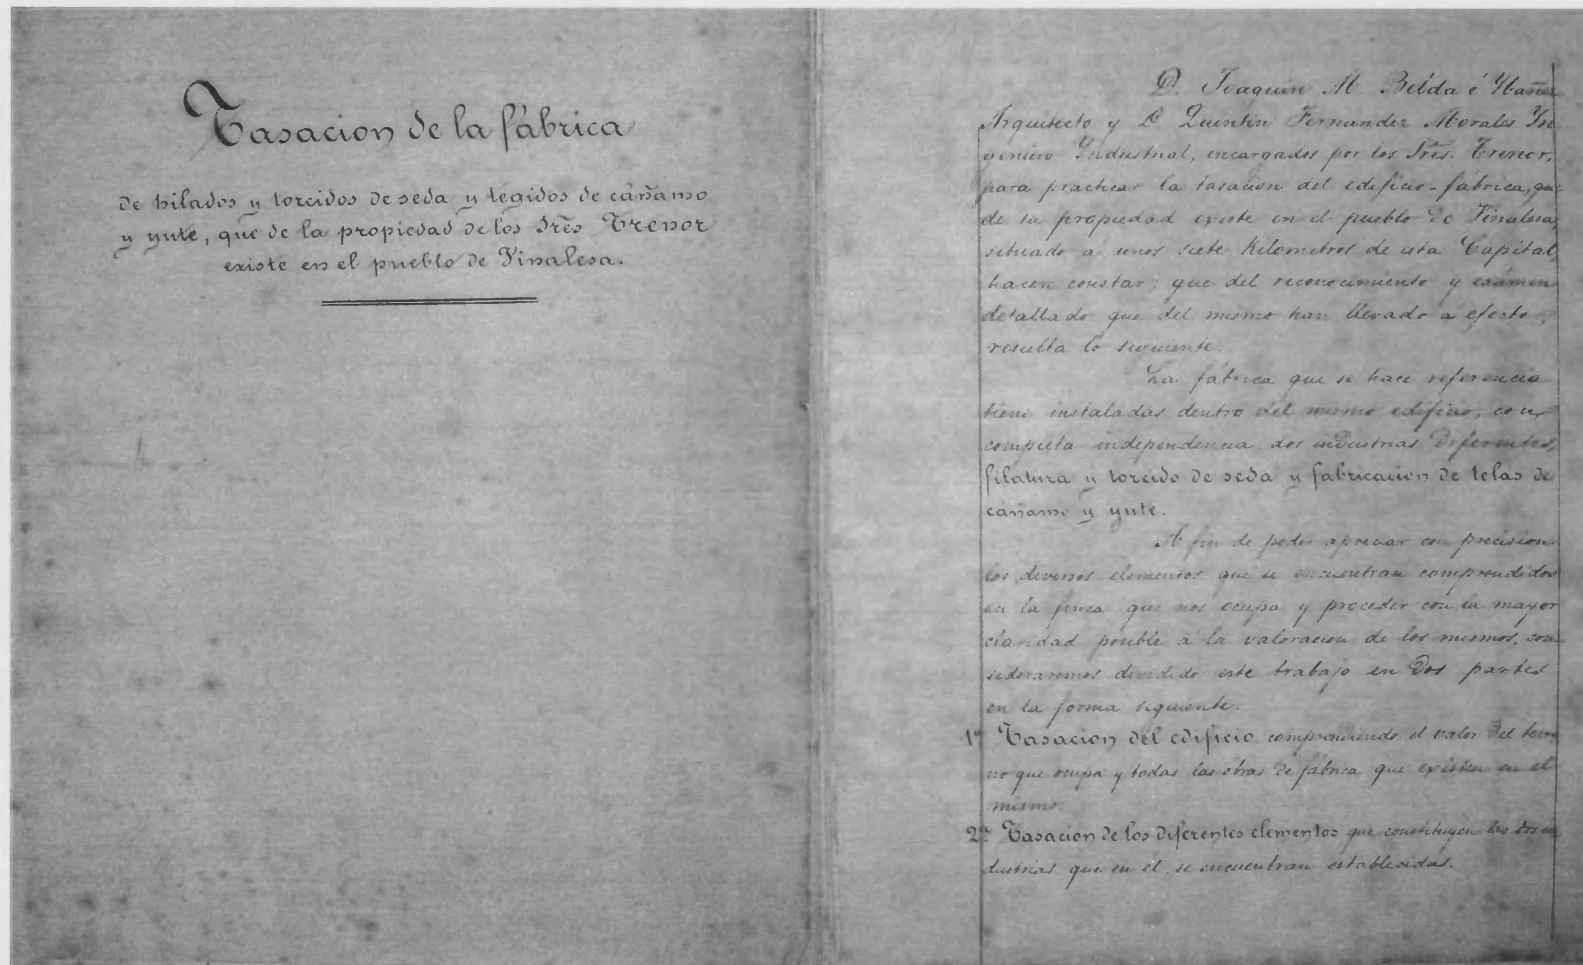 Tasacion de la fábrica
de hilados y torcidos de seda y tegidos de cáñamo
y yute, que de la propiedad de los Sres Trenor
existe en el pueblo de Vinalesa.
D. Joaquin M. Belda é Ybañez
Arquitecto y D. Quintin Fernandez Morales In
geniero Yndustrial, encargados por los Sres. Trenor,
para practicar la tasacion del edificio-fábrica, que
de su propiedad existe en el pueblo de Vinalesa,
situado á unos siete Kilometros de esta Capital,
hacen constar: que del reconocimiento y exámen
detallado que del mismo han llevado á efecto,
resulta lo siguiente.
La fábrica que se hace referencia
tiene instaladas dentro del mismo edificio, con
completa independencia, dos industrias diferentes,
filatura y torcido de seda y fabricacion de telas de
cáñamo y yute.
A fin de poder apreciar con precision
los diversos elementos que se encuentran comprendidos
en la finca que nos ocupa y proceder con la mayor
claridad posible á la valoracion de los mismos, con
sideraremos dividido este trabajo en dos partes
en la forma siguiente.
1ª Tasacion del edificio comprendiendo el valor del terre
no que ocupa y todas las obras de fábrica que existen en el
mismo.
2ª Tasacion de los diferentes elementos que constituyen las dos in
dustrias que en él se encuentran establecidas.